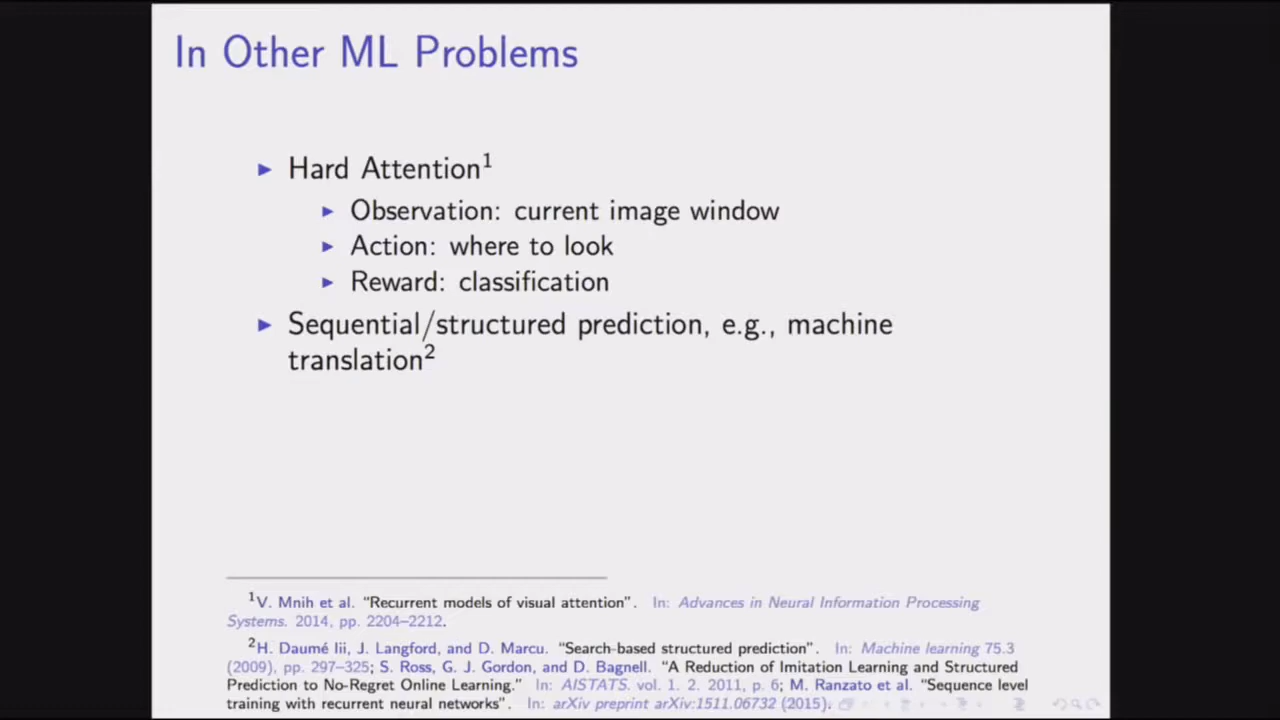 In Other ML Problems
▶ Hard Attention¹
▶ Observation: current image window
▶ Action: where to look
▶ Reward: classification
▶ Sequential/structured prediction, e.g., machine
translation²
¹V. Mnih et al. “Recurrent models of visual attention”. In: Advances in Neural Information Processing
Systems. 2014, pp. 2204–2212.
²H. Daumé Iii, J. Langford, and D. Marcu. “Search-based structured prediction”. In: Machine learning 75.3
(2009), pp. 297–325; S. Ross, G. J. Gordon, and D. Bagnell. “A Reduction of Imitation Learning and Structured
Prediction to No-Regret Online Learning.” In: AISTATS. vol. 1. 2. 2011, p. 6; M. Ranzato et al. “Sequence level
training with recurrent neural networks”. In: arXiv preprint arXiv:1511.06732 (2015).